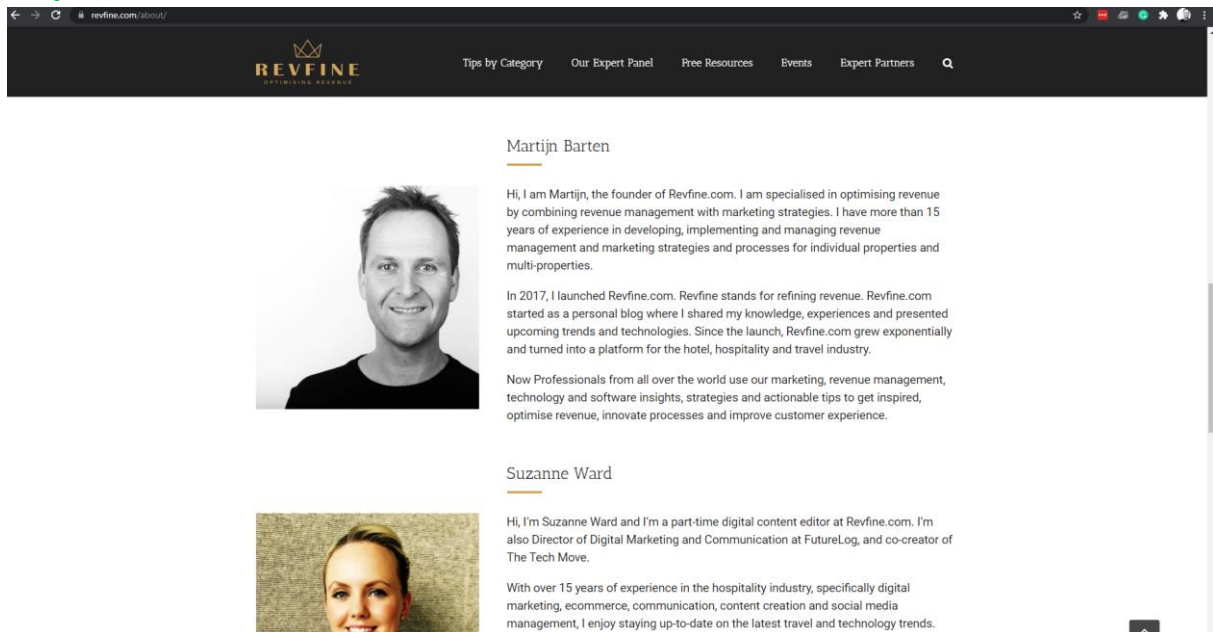 revfine.com/about/
REVFINE
OPTIMISING REVENUE
Tips by Category
Our Expert Panel
Free Resources
Events
Expert Partners
Martijn Barten
Hi, I am Martijn, the founder of Revfine.com. I am specialised in optimising revenue
by combining revenue management with marketing strategies. I have more than 15
years of experience in developing, implementing and managing revenue
management and marketing strategies and processes for individual properties and
multi-properties.
In 2017, I launched Revfine.com. Revfine stands for refining revenue. Revfine.com
started as a personal blog where I shared my knowledge, experiences and presented
upcoming trends and technologies. Since the launch, Revfine.com grew exponentially
and turned into a platform for the hotel, hospitality and travel industry.
Now Professionals from all over the world use our marketing, revenue management,
technology and software insights, strategies and actionable tips to get inspired,
optimise revenue, innovate processes and improve customer experience.
Suzanne Ward
Hi, I'm Suzanne Ward and I'm a part-time digital content editor at Revfine.com. I'm
also Director of Digital Marketing and Communication at FutureLog, and co-creator of
The Tech Move.
With over 15 years of experience in the hospitality industry, specifically digital
marketing, ecommerce, communication, content creation and social media
management, I enjoy staying up-to-date on the latest travel and technology trends.